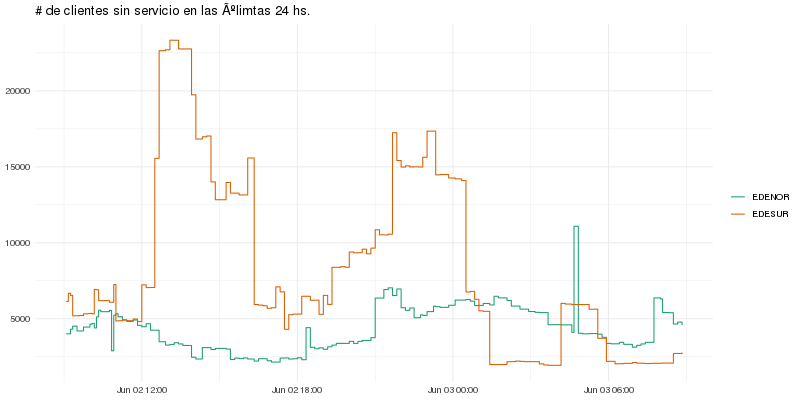 # de clientes sin servicio en las Ãºlimtas 24 hs.
20000
15000
10000
5000
Jun 02 12:00
Jun 02 18:00
Jun 03 00:00
Jun 03 06:00
EDENOR
EDESUR